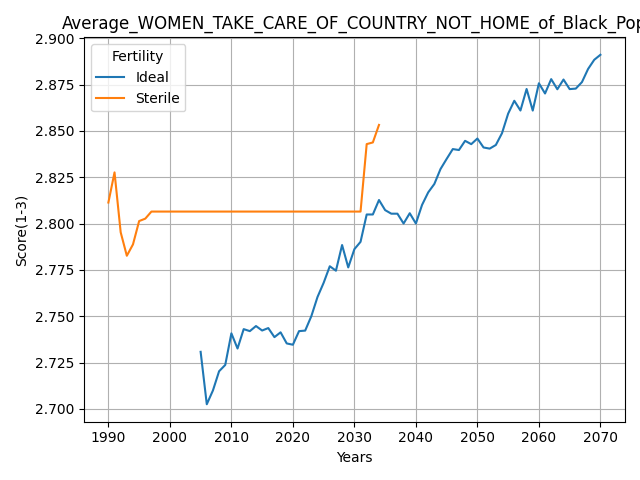 Average_WOMEN_TAKE_CARE_OF_COUNTRY_NOT_HOME_of_Black_Pop
Fertility
Ideal
Sterile
2.900
2.875
2.850
2.825
2.800
2.775
2.750
2.725
2.700
Score(1-3)
1990 2000 2010 2020 2030 2040 2050 2060 2070
Years